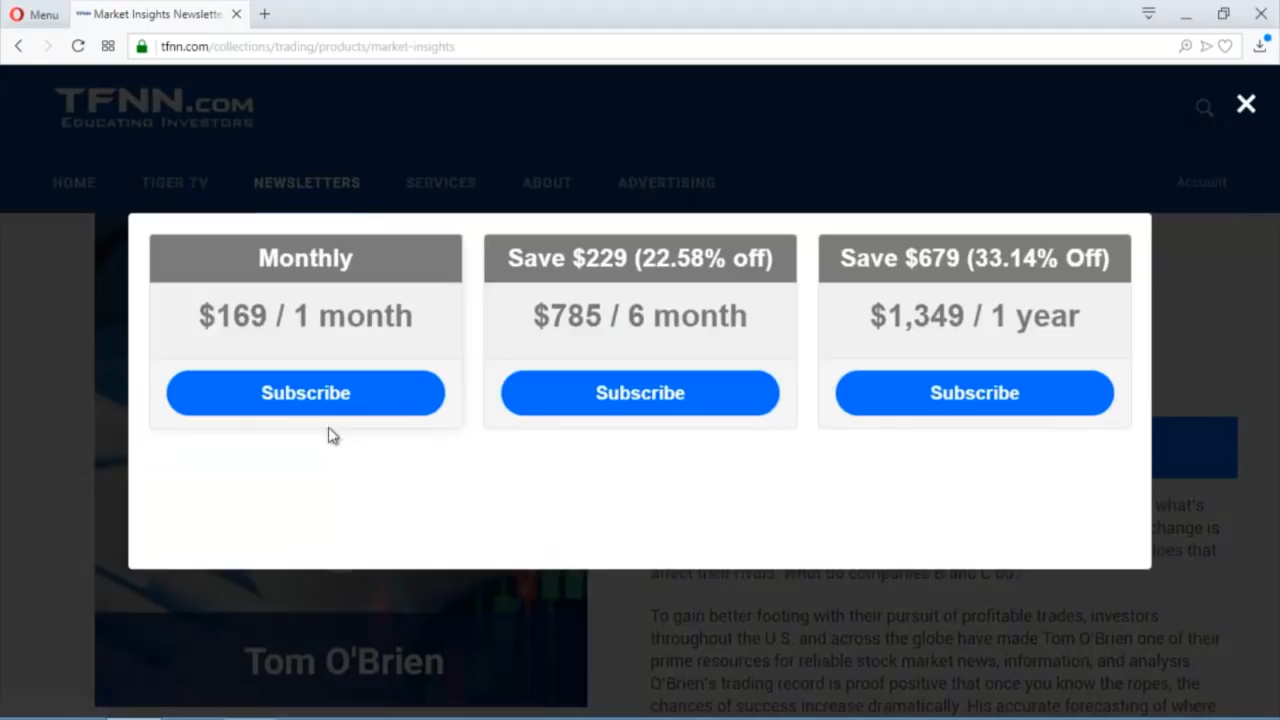 Menu
Market Insights Newslette
tfnn.com/collections/trading/products/market-insights
TFNN.COM
EDUCATING INVESTORS
HOME
TIGER TV
NEWSLETTERS
SERVICES
ABOUT
ADVERTISING
Account
Monthly
$169 / 1 month
Subscribe
Save $229 (22.58% off)
$785 / 6 month
Subscribe
Save $679 (33.14% Off)
$1,349 / 1 year
Subscribe
what's
change is
does that
affect their rivals. What do companies B and C do?
To gain better footing with their pursuit of profitable trades, investors
throughout the U.S. and across the globe have made Tom O'Brien one of their
prime resources for reliable stock market news, information, and analysis.
O'Brien's trading record is proof positive that once you know the ropes, the
chances of success increase dramatically. His accurate forecasting of where
Tom O'Brien